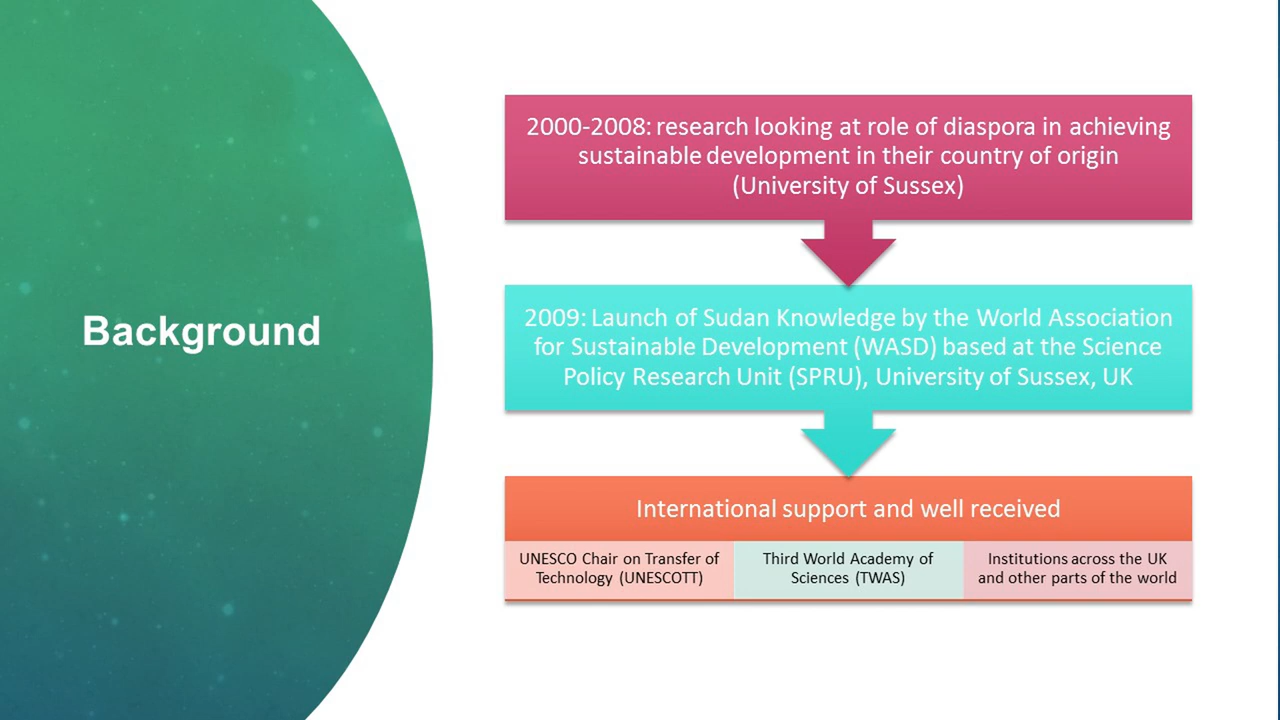 Background
2000-2008: research looking at role of diaspora in achieving
sustainable development in their country of origin
(University of Sussex)
2009: Launch of Sudan Knowledge by the World Association
for Sustainable Development (WASD) based at the Science
Policy Research Unit (SPRU), University of Sussex, UK
International support and well received
UNESCO Chair on Transfer of
Technology (UNESCOTT)
Third World Academy of
Sciences (TWAS)
Institutions across the UK
and other parts of the world